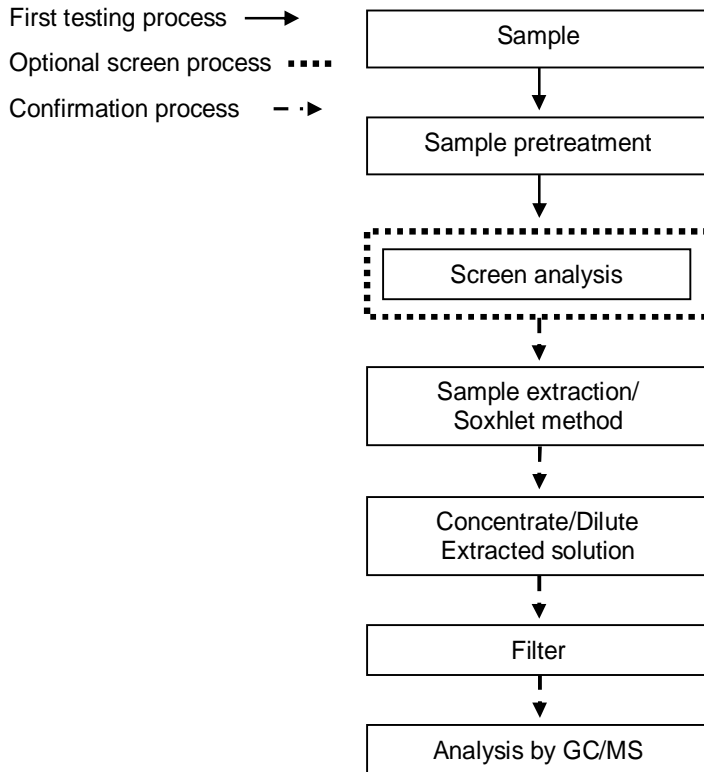 First testing process
Optional screen process
Confirmation process
Sample
Sample pretreatment
Screen analysis
Sample extraction/
Soxhlet method
Concentrate/Dilute
Extracted solution
Filter
Analysis by GC/MS